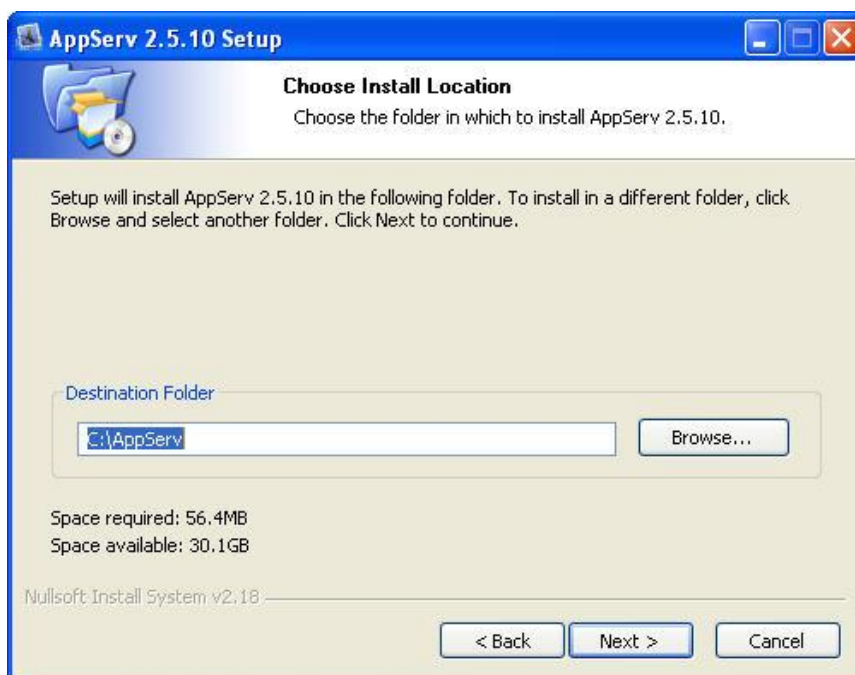 AppServ 2.5.10 Setup
Choose Install Location
Choose the folder in which to install AppServ 2.5.10.
Setup will install AppServ 2.5.10 in the following folder. To install in a different folder, click
Browse and select another folder. Click Next to continue.
Destination Folder
C:\AppServ
Browse...
Space required: 56.4MB
Space available: 30.1GB
Nullsoft Install System v2.18
< Back
Next >
Cancel